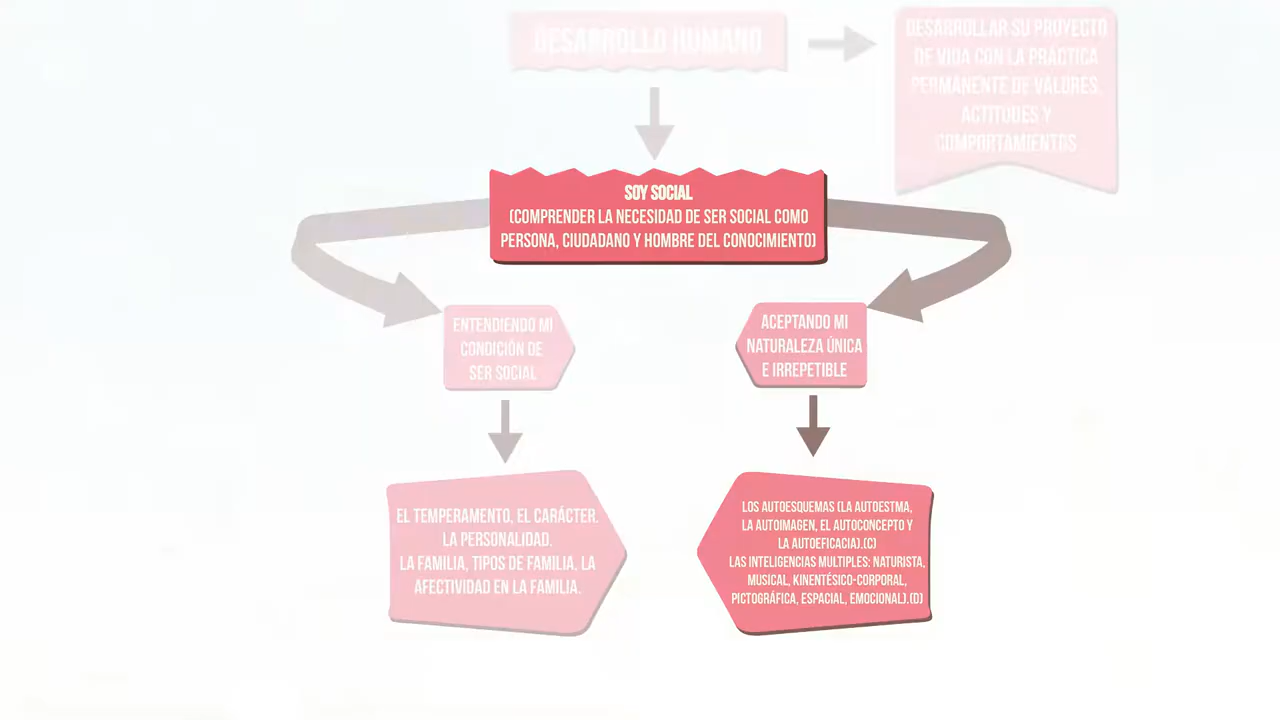 DESARROLLO HUMANO
DESARROLLAR SU PROYECTO
DE VIDA CON LA PRÁCTICA
PERMANENTE DE VALORES,
ACTITUDES Y
COMPORTAMIENTOS
SOY SOCIAL
(COMPRENDER LA NECESIDAD DE SER SOCIAL COMO
PERSONA, CIUDADANO Y HOMBRE DEL CONOCIMIENTO)
ENTENDIENDO MI
CONDICIÓN DE
SER SOCIAL
ACEPTANDO MI
NATURALEZA ÚNICA
E IRREPETIBLE
EL TEMPERAMENTO, EL CARÁCTER,
LA PERSONALIDAD.
LA FAMILIA, TIPOS DE FAMILIA, LA
AFECTIVIDAD EN LA FAMILIA.
LOS AUTOESQUEMAS (LA AUTOESTMA,
LA AUTOIMAGEN, EL AUTOCONCEPTO Y
LA AUTOEFICACIA).(C)
LAS INTELIGENCIAS MULTIPLES: NATURISTA,
MUSICAL, KINENTÉSICO-CORPORAL,
PICTOGRÁFICA, ESPACIAL, EMOCIONAL).(D)